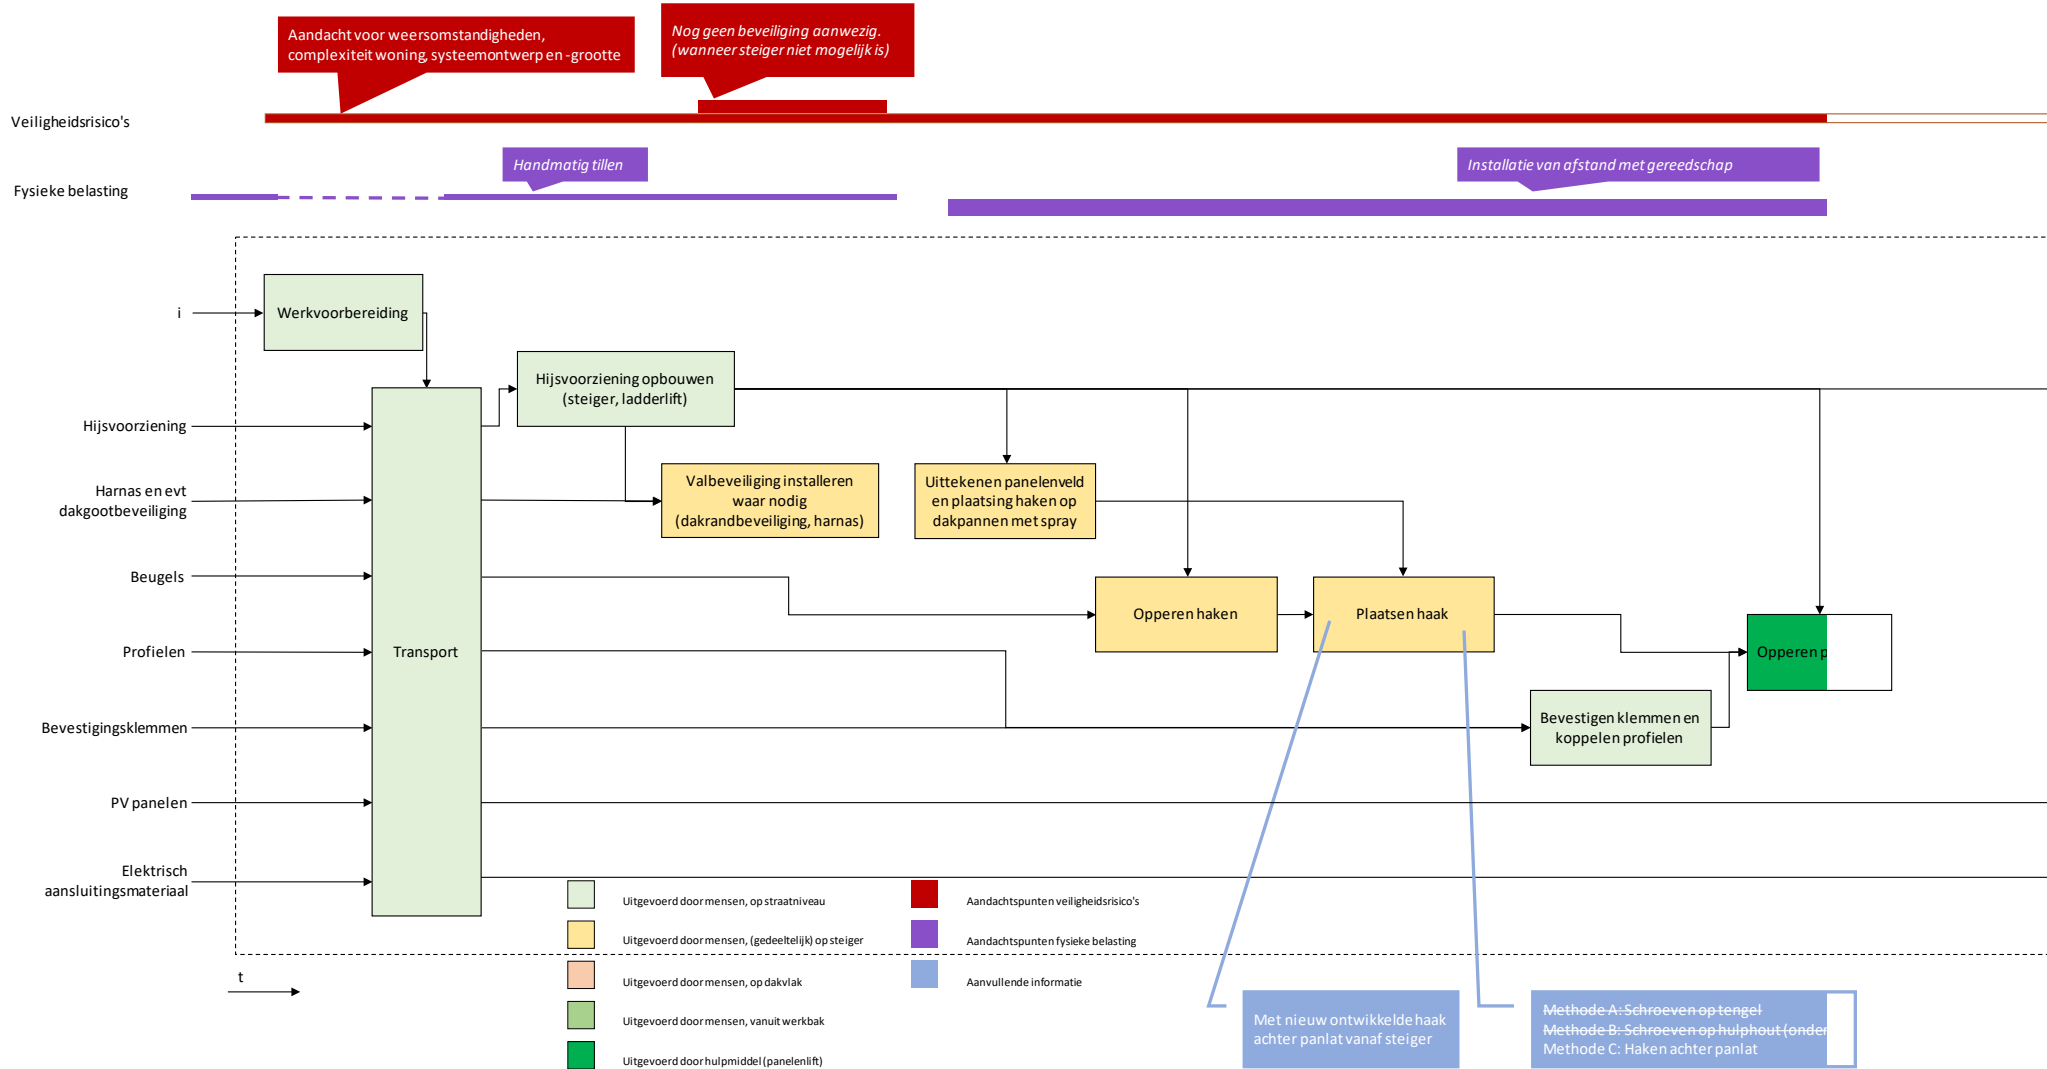 Aandacht voor weersomstandigheden,
complexiteit woning, systeemontwerp en -grootte
Nog geen beveiliging aanwezig.
(wanneer steiger niet mogelijk is)
Veiligheidsrisico's
Handmatig tillen
Installatie van afstand met gereedschap
Fysieke belasting
i
Werkvoorbereiding
Hijsvoorziening opbouwen
(steiger, ladderlift)
Hijsvoorziening
Harnas en evt
dakgootbeveiliging
Valbeveiliging installeren
waar nodig
(dakrandbeveiliging, harnas)
Uittekenen panelenveld
en plaatsing haken op
dakpannen met spray
Beugels
Opperen haken
Plaatsen haak
Profielen
Transport
Opperen p
Bevestigingsklemmen
Bevestigen klemmen en
koppelen profielen
PV panelen
Elektrisch
aansluitingsmateriaal
Uitgevoerd door mensen, op straatniveau
Aandachtspunten veiligheidsrisico's
Uitgevoerd door mensen, (gedeeltelijk) op steiger
Aandachtspunten fysieke belasting
t
Uitgevoerd door mensen, op dakvlak
Aanvullende informatie
Uitgevoerd door mensen, vanuit werkbak
Uitgevoerd door hulpmiddel (panelenlift)
Met nieuw ontwikkelde haak
achter panlat vanaf steiger
Methode A: Schroeven op tengel
Methode B: Schroeven op hulphout (onder
Methode C: Haken achter panlat